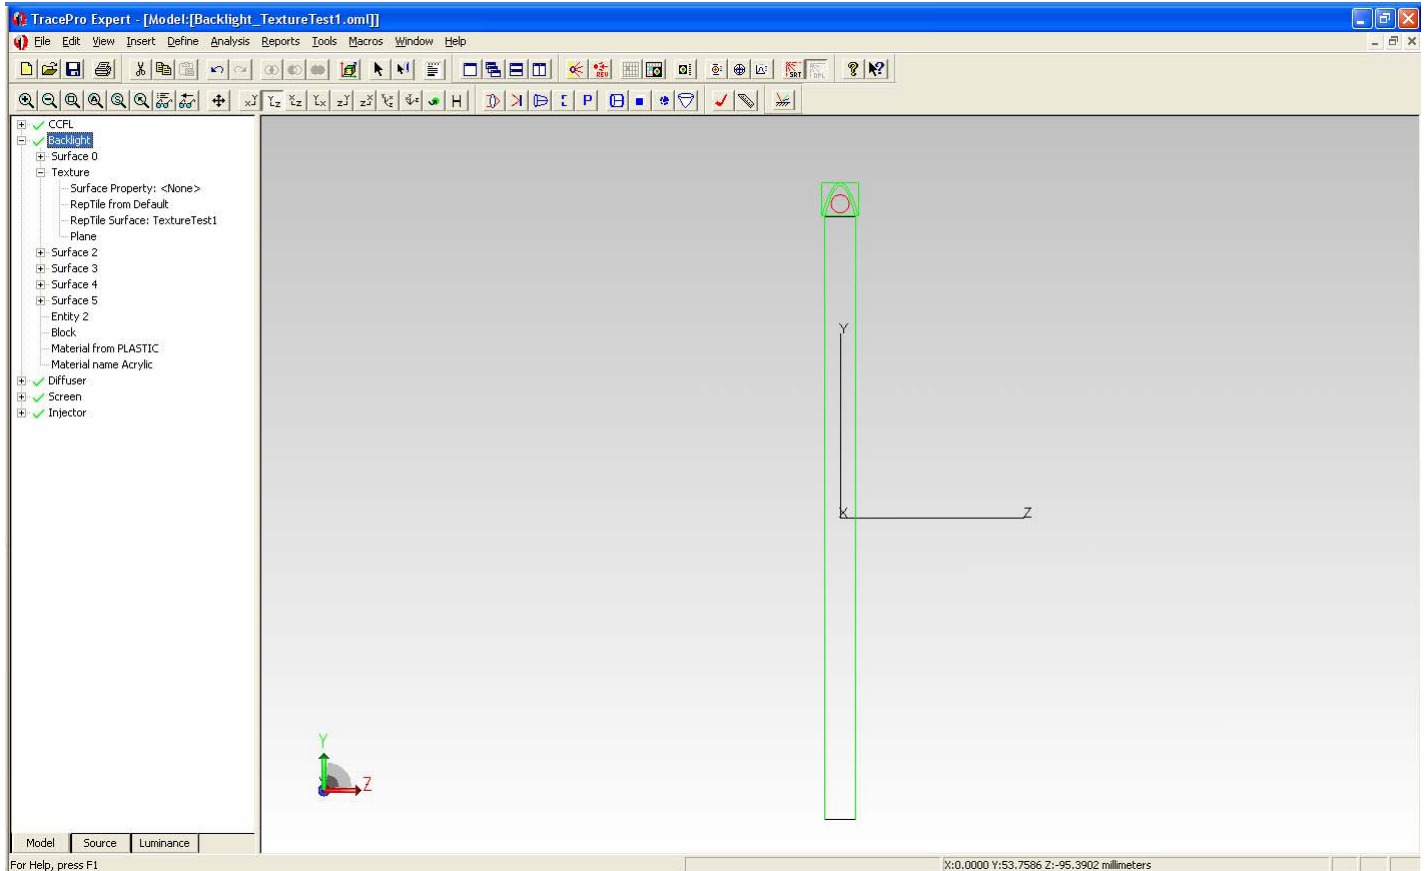 TracePro Expert - [Model:[Backlight_TextureTest1.oml]]
File Edit View Insert Define Analysis Reports Tools Macros Window Help
CCFL
Backlight
Surface 0
Texture
Surface Property: <None>
RepTile from Default
RepTile Surface: TextureTest1
Plane
Surface 2
Surface 3
Surface 4
Surface 5
Entity 2
Block
Material from PLASTIC
Material name Acrylic
Diffuser
Screen
Injector
Y
X Z
Y
Z
Model Source Luminance
For Help, press F1 X:0.0000 Y:53.7586 Z:-95.3902 millimeters